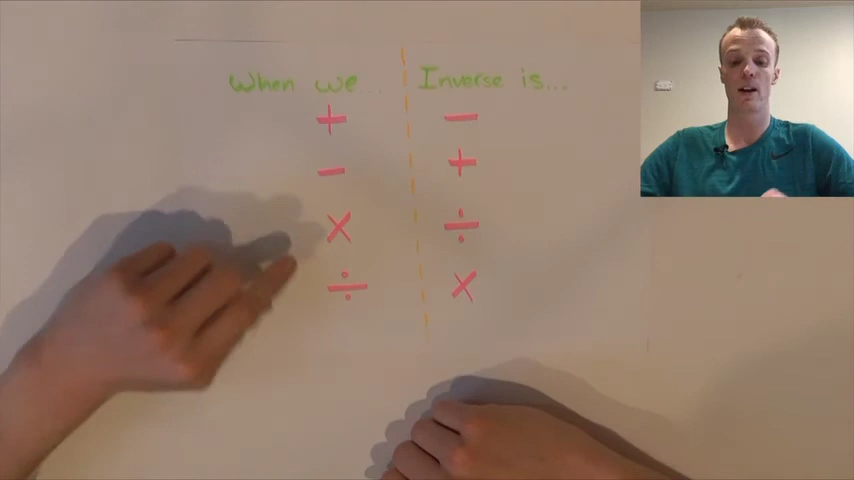 When we.. Inverse is...
+ −
− +
× ÷
÷ ×